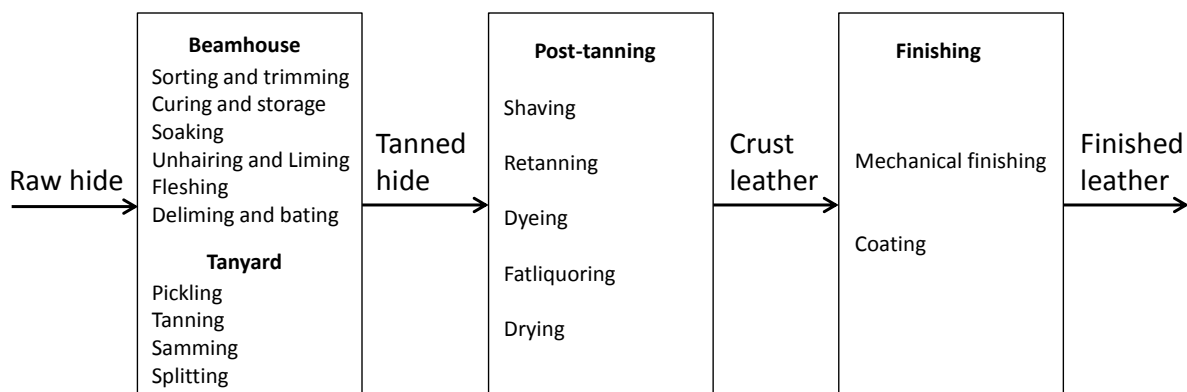 Raw hide
Beamhouse
Sorting and trimming
Curing and storage
Soaking
Unhairing and Liming
Fleshing
Deliming and bating
Tanyard
Pickling
Tanning
Samming
Splitting
Tanned
hide
Post-tanning
Shaving
Retanning
Dyeing
Fatliquoring
Drying
Crust
leather
Finishing
Mechanical finishing
Coating
Finished
leather